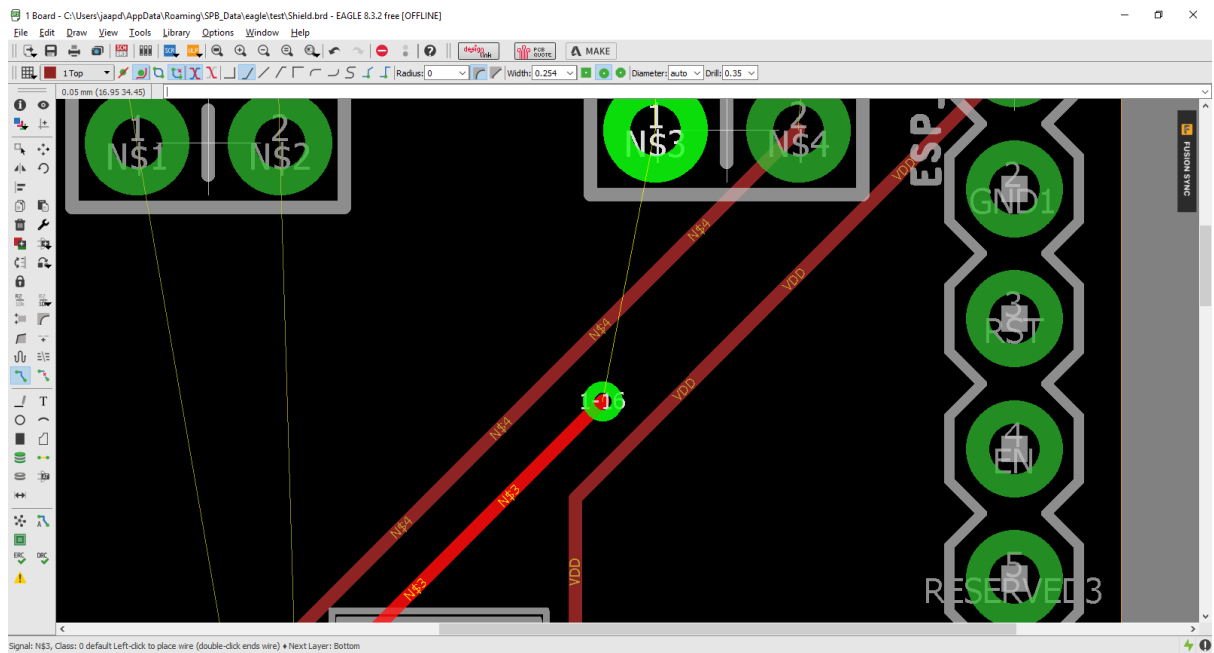 1 Board - C:\Users\jaapd\AppData\Roaming\SPB_Data\eagle\test\Shield.brd - EAGLE 8.3.2 free [OFFLINE]
File Edit Draw View Tools Library Options Window Help
SCR ULP design link PCB QUOTE MAKE
1 Top Radius: 0 Width: 0.254 Diameter: auto Drill: 0.35
0.05 mm (16.95 34.45)
1
N$1
2
N$2
1
N$3
2
N$4
ESP-
VDD
2
GND1
FUSION SYNC
N$4
VDD
N$4
3
RST
VDD
1-16
N$4
4
EN
N$3
N$4
VDD
N$3
5
RESERVED3
ERC DRC
Signal: N$3, Class: 0 default Left-click to place wire (double-click ends wire) ♦ Next Layer: Bottom